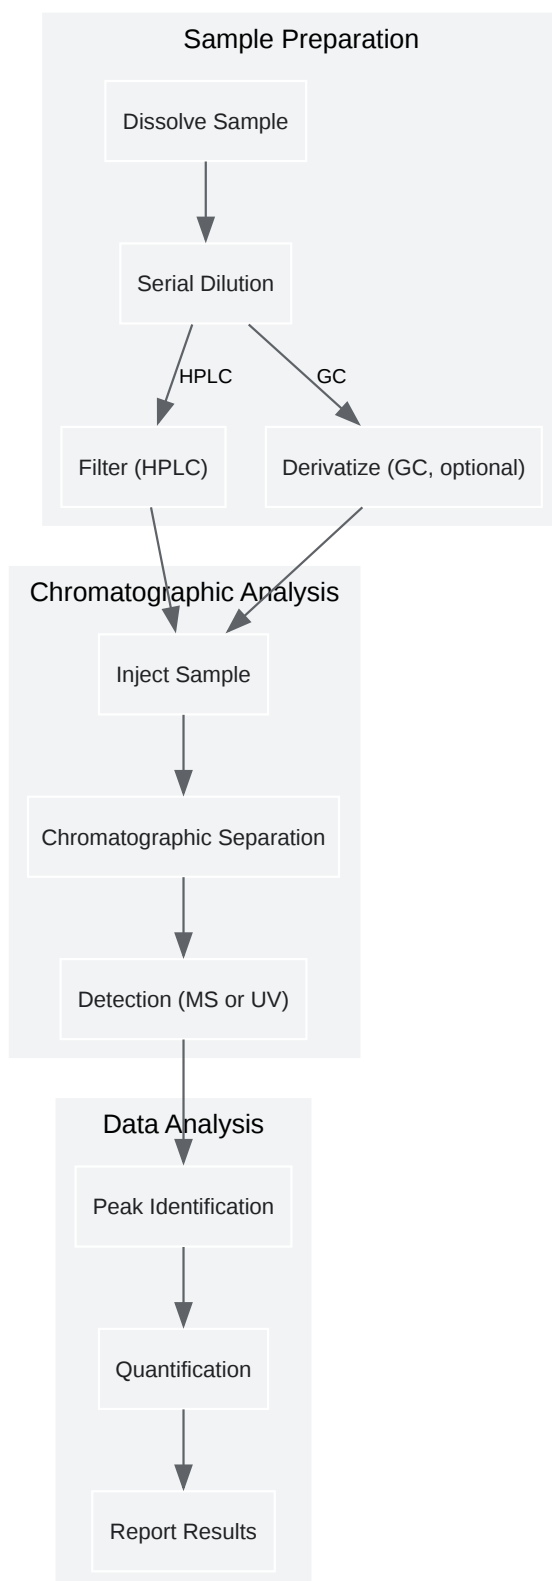 Sample Preparation
Dissolve Sample
Serial Dilution
HPLC
GC
Filter (HPLC)
Derivatize (GC, optional)
Chromatographic Analysis
Inject Sample
Chromatographic Separation
Detection (MS or UV)
Data Analysis
Peak Identification
Quantification
Report Results